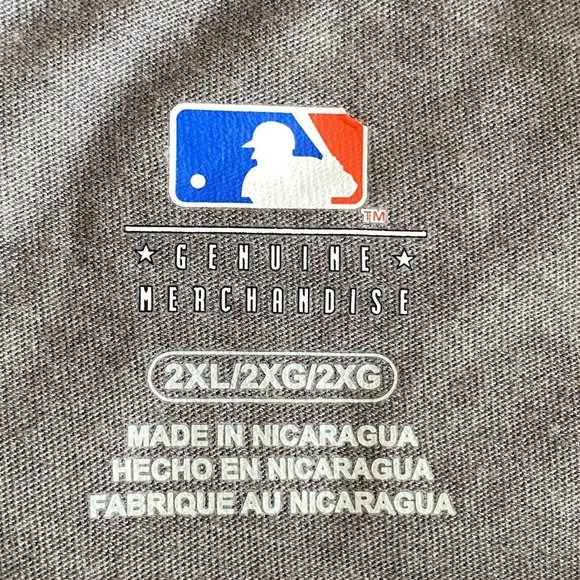 TM
★ GENUINE ★
MERCHANDISE
2XL/2XG/2XG
MADE IN NICARAGUA
HECHO EN NICARAGUA
FABRIQUE AU NICARAGUA